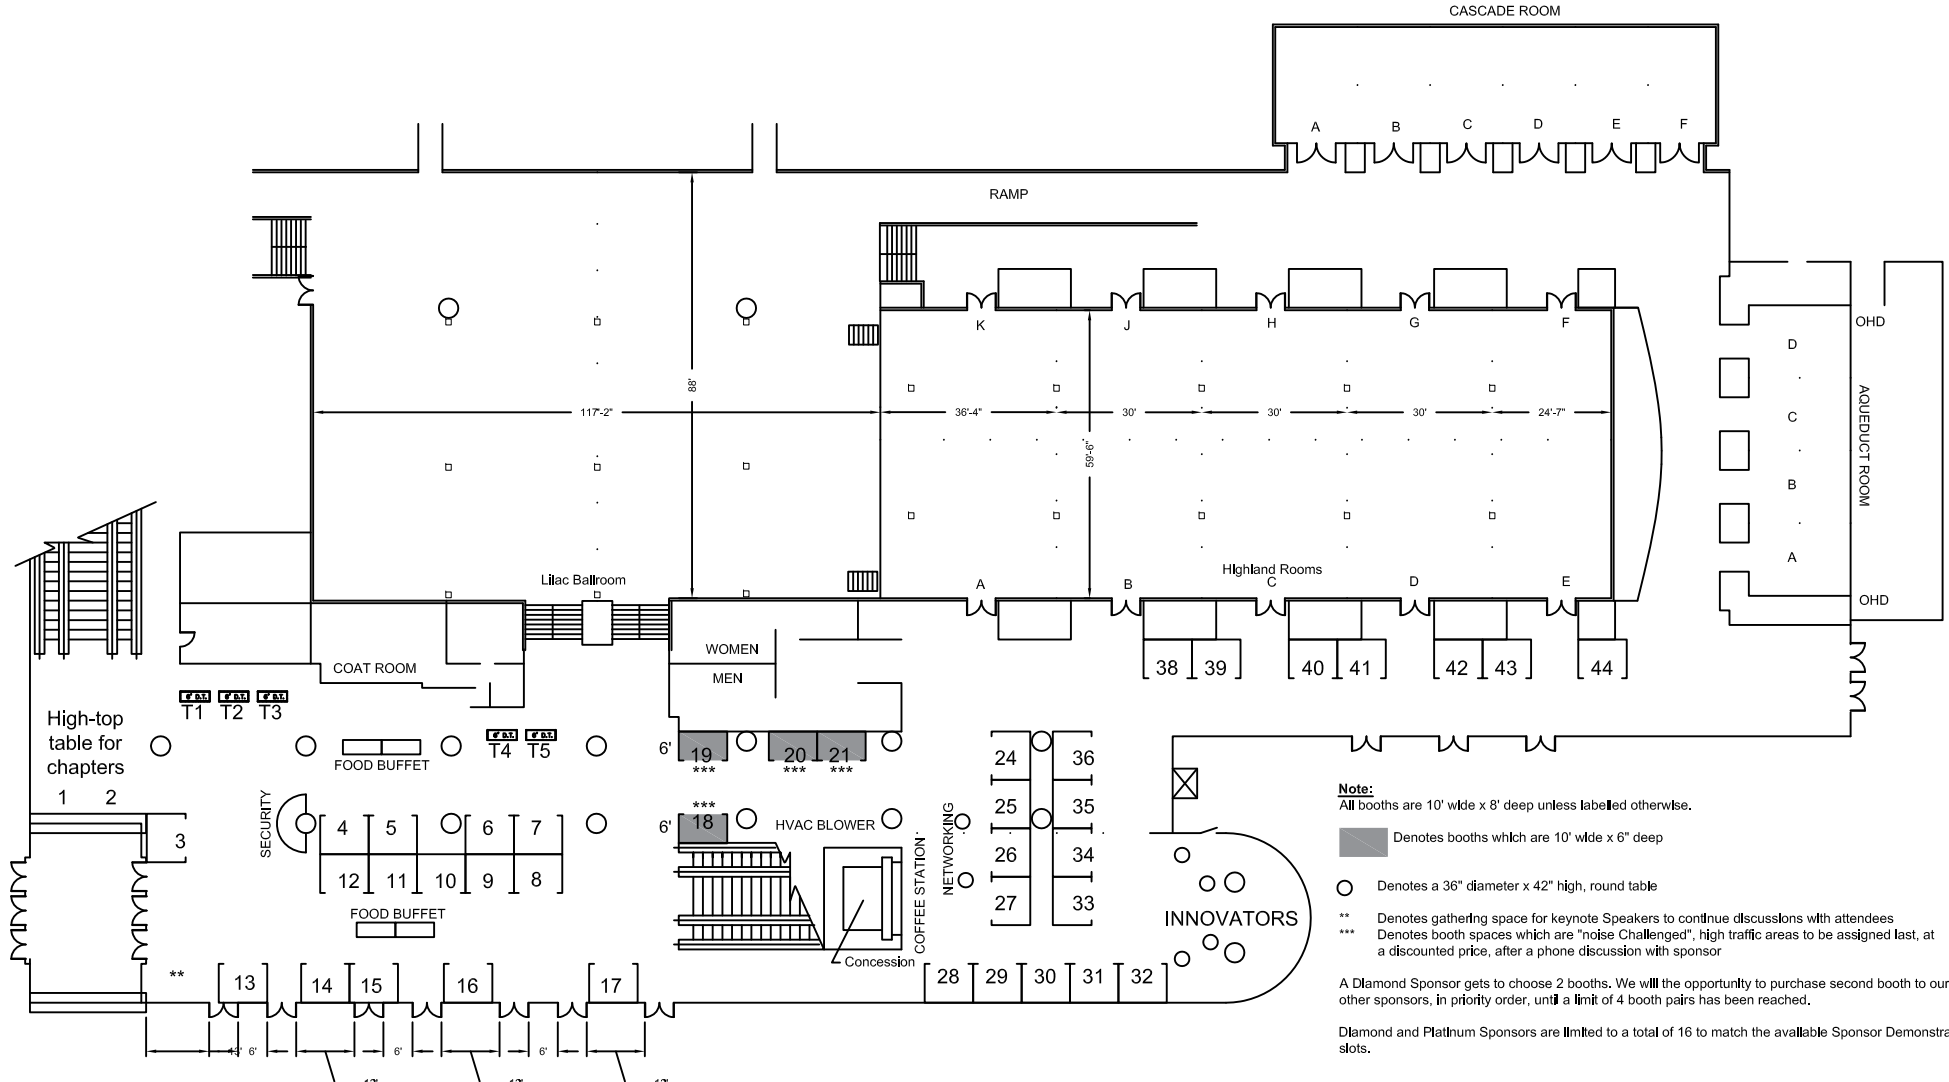 CASCADE ROOM
A B C D E F
RAMP
K J H G F
OHD
D
88'
117'-2" 36'-4" 30' 30' 30' 24'-7"
C
AQUEDUCT ROOM
59'-6"
B
A
Lilac Ballroom
Highland Rooms
A B C D E
OHD
WOMEN
COAT ROOM
MEN
38 39 40 41 42 43 44
6' D.T. 6' D.T. 6' D.T.
T1 T2 T3
High-top
table for
chapters
1 2
6' D.T. 6' D.T.
T4 T5
FOOD BUFFET
6' 19 20 21
*** *** ***
24 36
25 35
26 34
27 33
SECURITY
3
4 5 6 7
12 11 10 9 8
***
6' 18
HVAC BLOWER
COFFEE STATION
NETWORKING
FOOD BUFFET
Concession
INNOVATORS
**
13 14 15 16 17
28 29 30 31 32
6' 6' 6'
12' 12' 12'
Note:
All booths are 10' wide x 8' deep unless labelled otherwise.
Denotes booths which are 10' wide x 6" deep
Denotes a 36" diameter x 42" high, round table
** Denotes gathering space for keynote Speakers to continue discussions with attendees
*** Denotes booth spaces which are "noise Challenged", high traffic areas to be assigned last, at
a discounted price, after a phone discussion with sponsor
A Diamond Sponsor gets to choose 2 booths. We will the opportunity to purchase second booth to our
other sponsors, in priority order, until a limit of 4 booth pairs has been reached.
Diamond and Platinum Sponsors are limited to a total of 16 to match the available Sponsor Demonstra
slots.